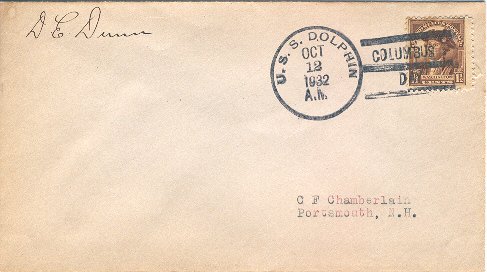 D C Dunn
U.S.S. DOLPHIN
OCT
12
1932
A.M.
COLUMBUS
D
C F Chamberlain
Portsmouth, N.H.